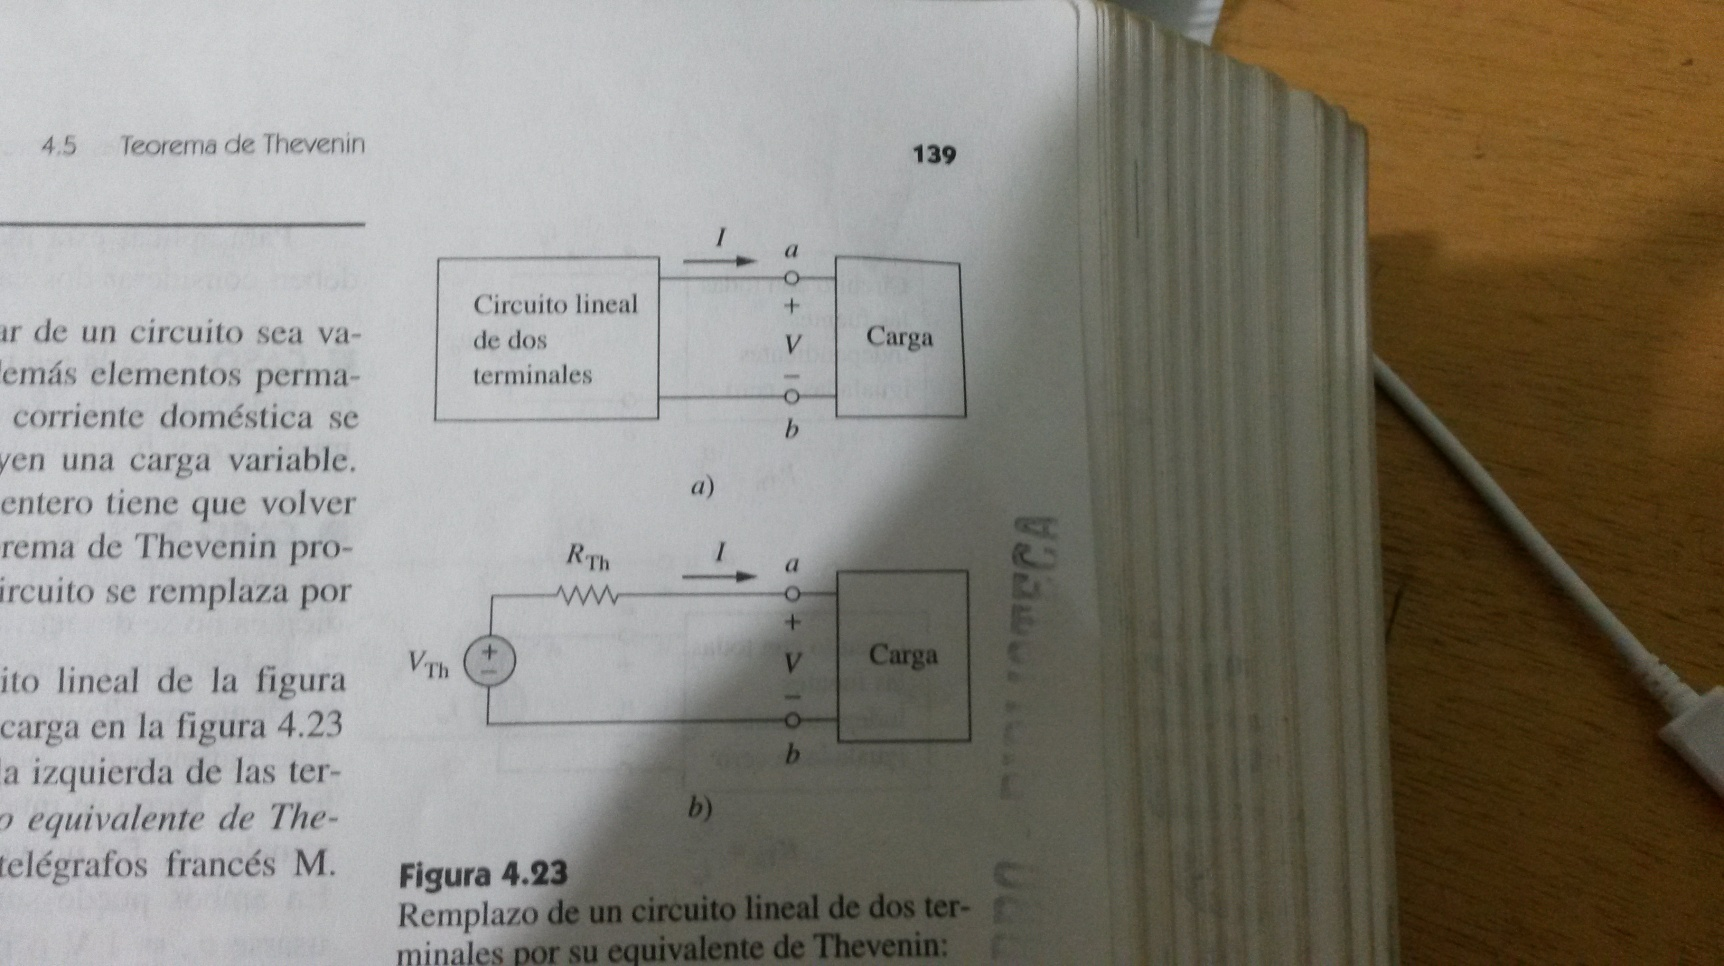 4.5 Teorema de Thevenin
139
ar de un circuito sea va-
emás elementos perma-
corriente doméstica se
yen una carga variable.
entero tiene que volver
rema de Thevenin pro-
ircuito se remplaza por
ito lineal de la figura
carga en la figura 4.23
la izquierda de las ter-
o equivalente de The-
telégrafos francés M.
I
a
Circuito lineal
de dos
terminales
+
V
−
b
Carga
a)
R_Th
I
a
V_Th
+
−
+
V
−
b
Carga
b)
Figura 4.23
Remplazo de un circuito lineal de dos ter-
minales por su equivalente de Thevenin: